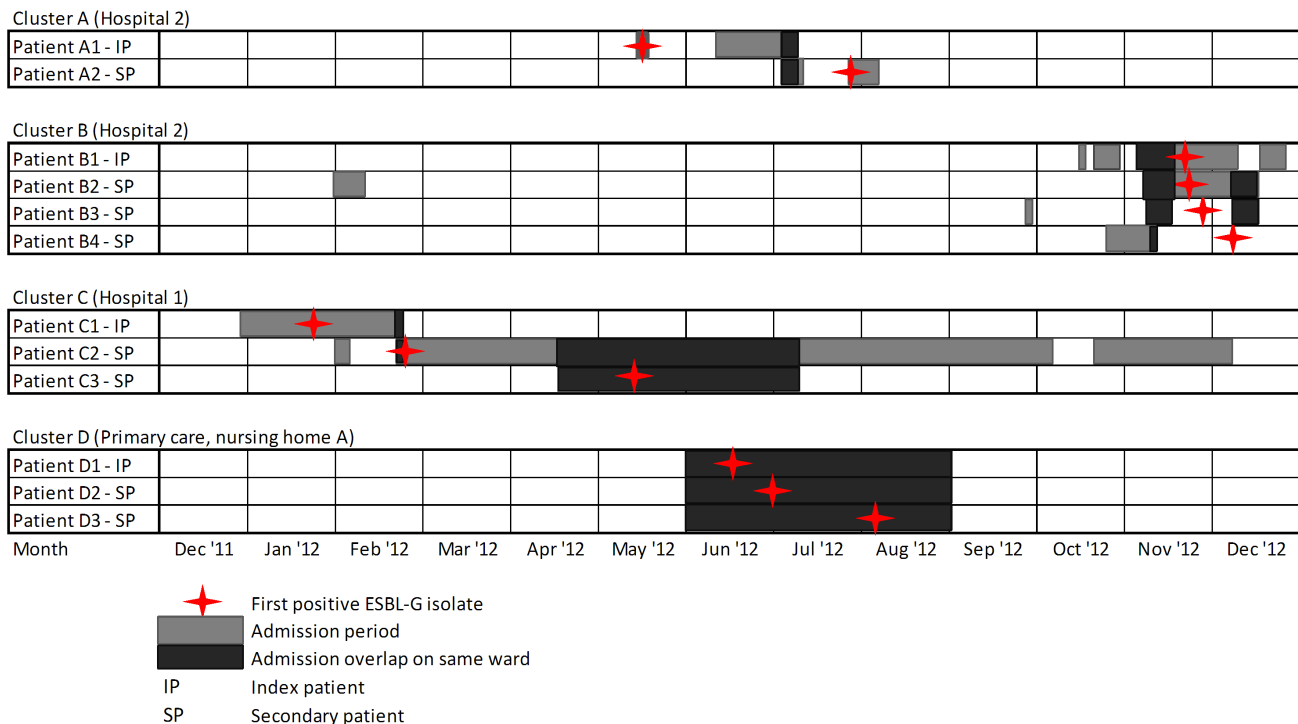 Cluster A (Hospital 2)
Patient A1 - IP
Patient A2 - SP
Cluster B (Hospital 2)
Patient B1 - IP
Patient B2 - SP
Patient B3 - SP
Patient B4 - SP
Cluster C (Hospital 1)
Patient C1 - IP
Patient C2 - SP
Patient C3 - SP
Cluster D (Primary care, nursing home A)
Patient D1 - IP
Patient D2 - SP
Patient D3 - SP
Month Dec '11 Jan '12 Feb '12 Mar '12 Apr '12 May '12 Jun '12 Jul '12 Aug '12 Sep '12 Oct '12 Nov '12 Dec '12
First positive ESBL-G isolate
Admission period
Admission overlap on same ward
IP Index patient
SP Secondary patient